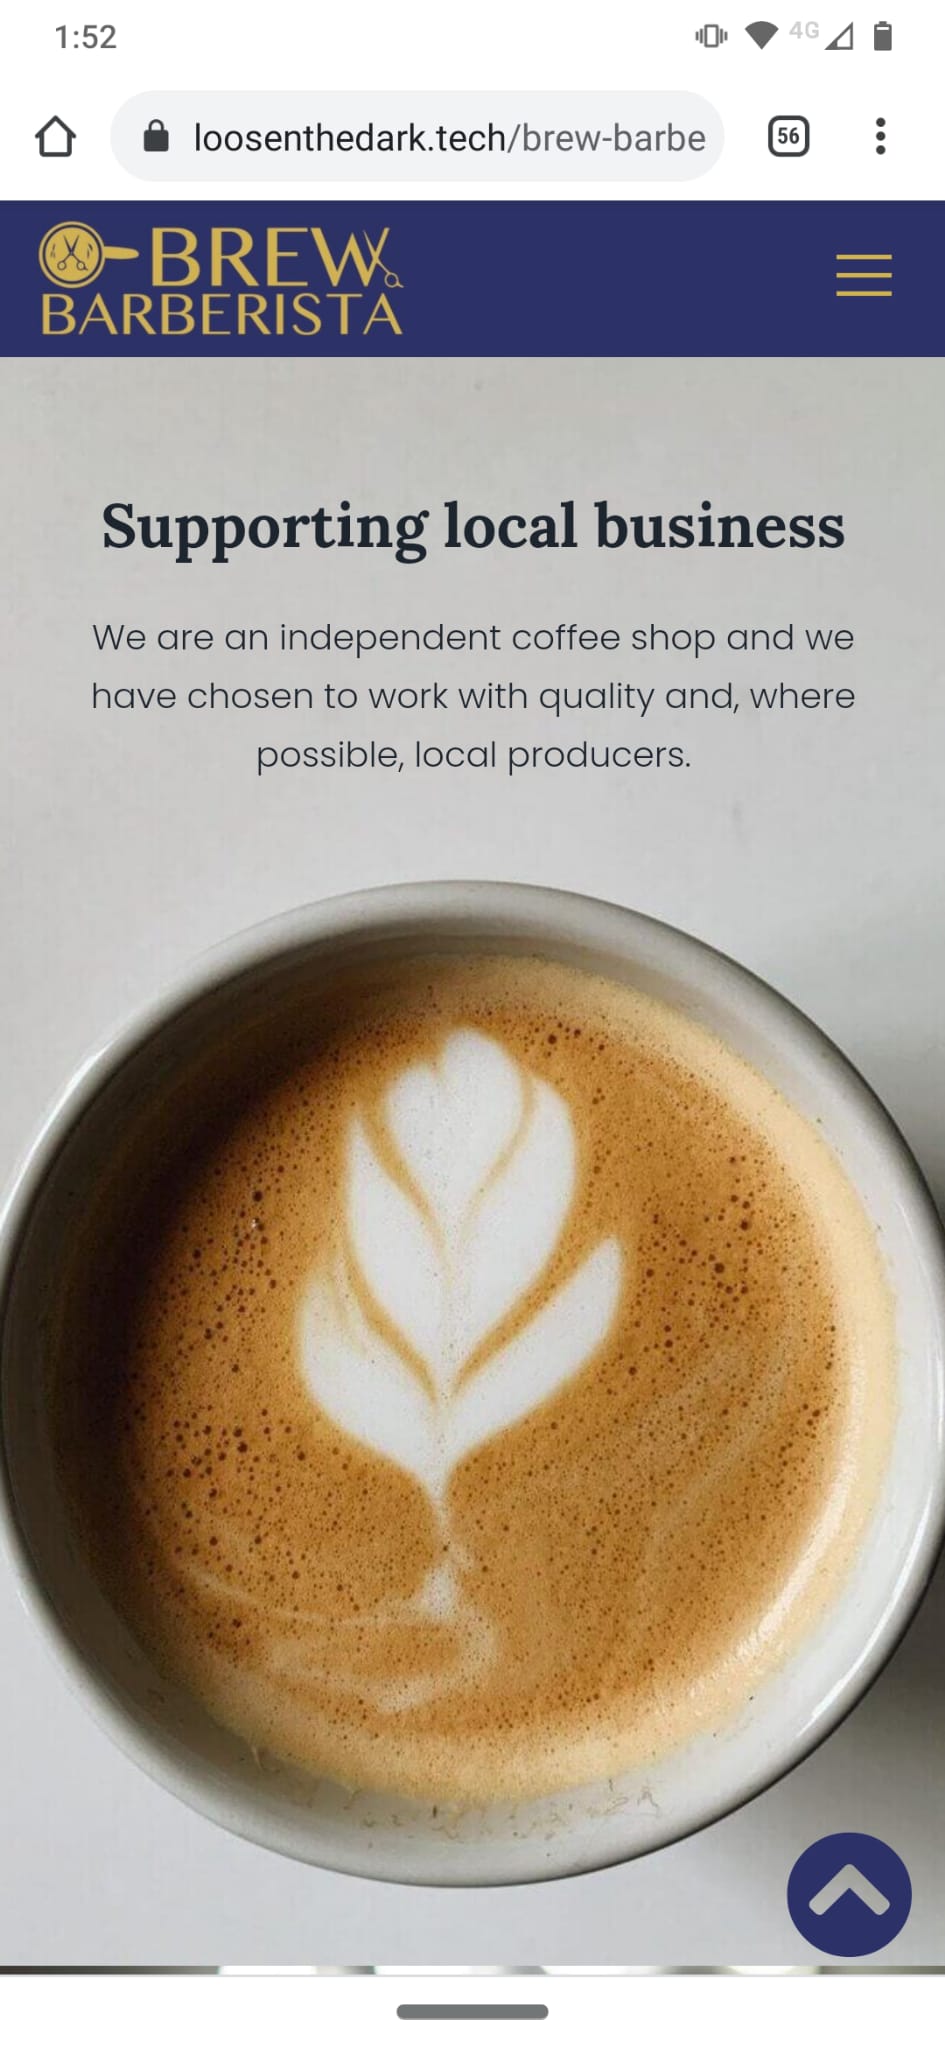 1:52
4G
loosenthedark.tech/brew-barbe
56
BREW
BARBERISTA
Supporting local business
We are an independent coffee shop and we
have chosen to work with quality and, where
possible, local producers.